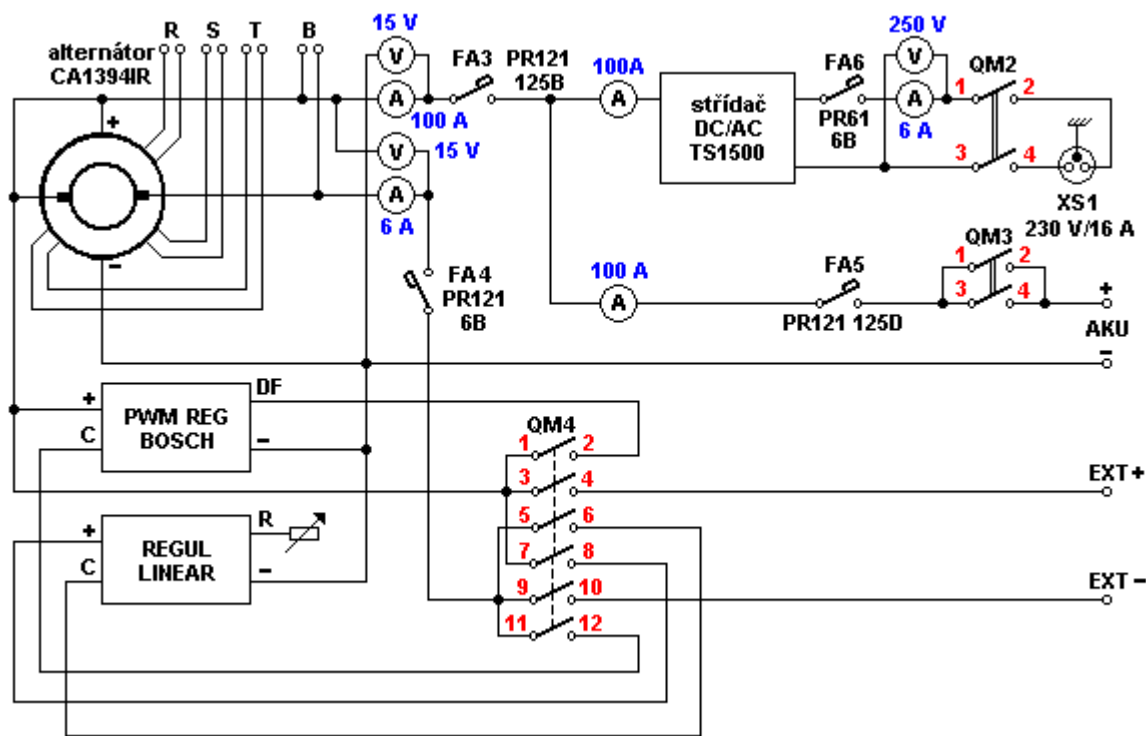 R S T B
alternátor
CA1394IR
+
−
15 V
V
A
100 A
V
15 V
A
6 A
FA3
PR121
125B
100A
A
střídač
DC/AC
TS1500
FA6
PR61
6B
250 V
V
A
6 A
QM2
1 2
3 4
XS1
230 V/16 A
FA4
PR121
6B
100 A
A
FA5
PR121 125D
QM3
1 2
3 4
+
AKU
−
+
C
PWM REG
BOSCH
DF
−
+
C
REGUL
LINEAR
R
−
QM4
1 2
3 4
5 6
7 8
9 10
11 12
EXT +
EXT −